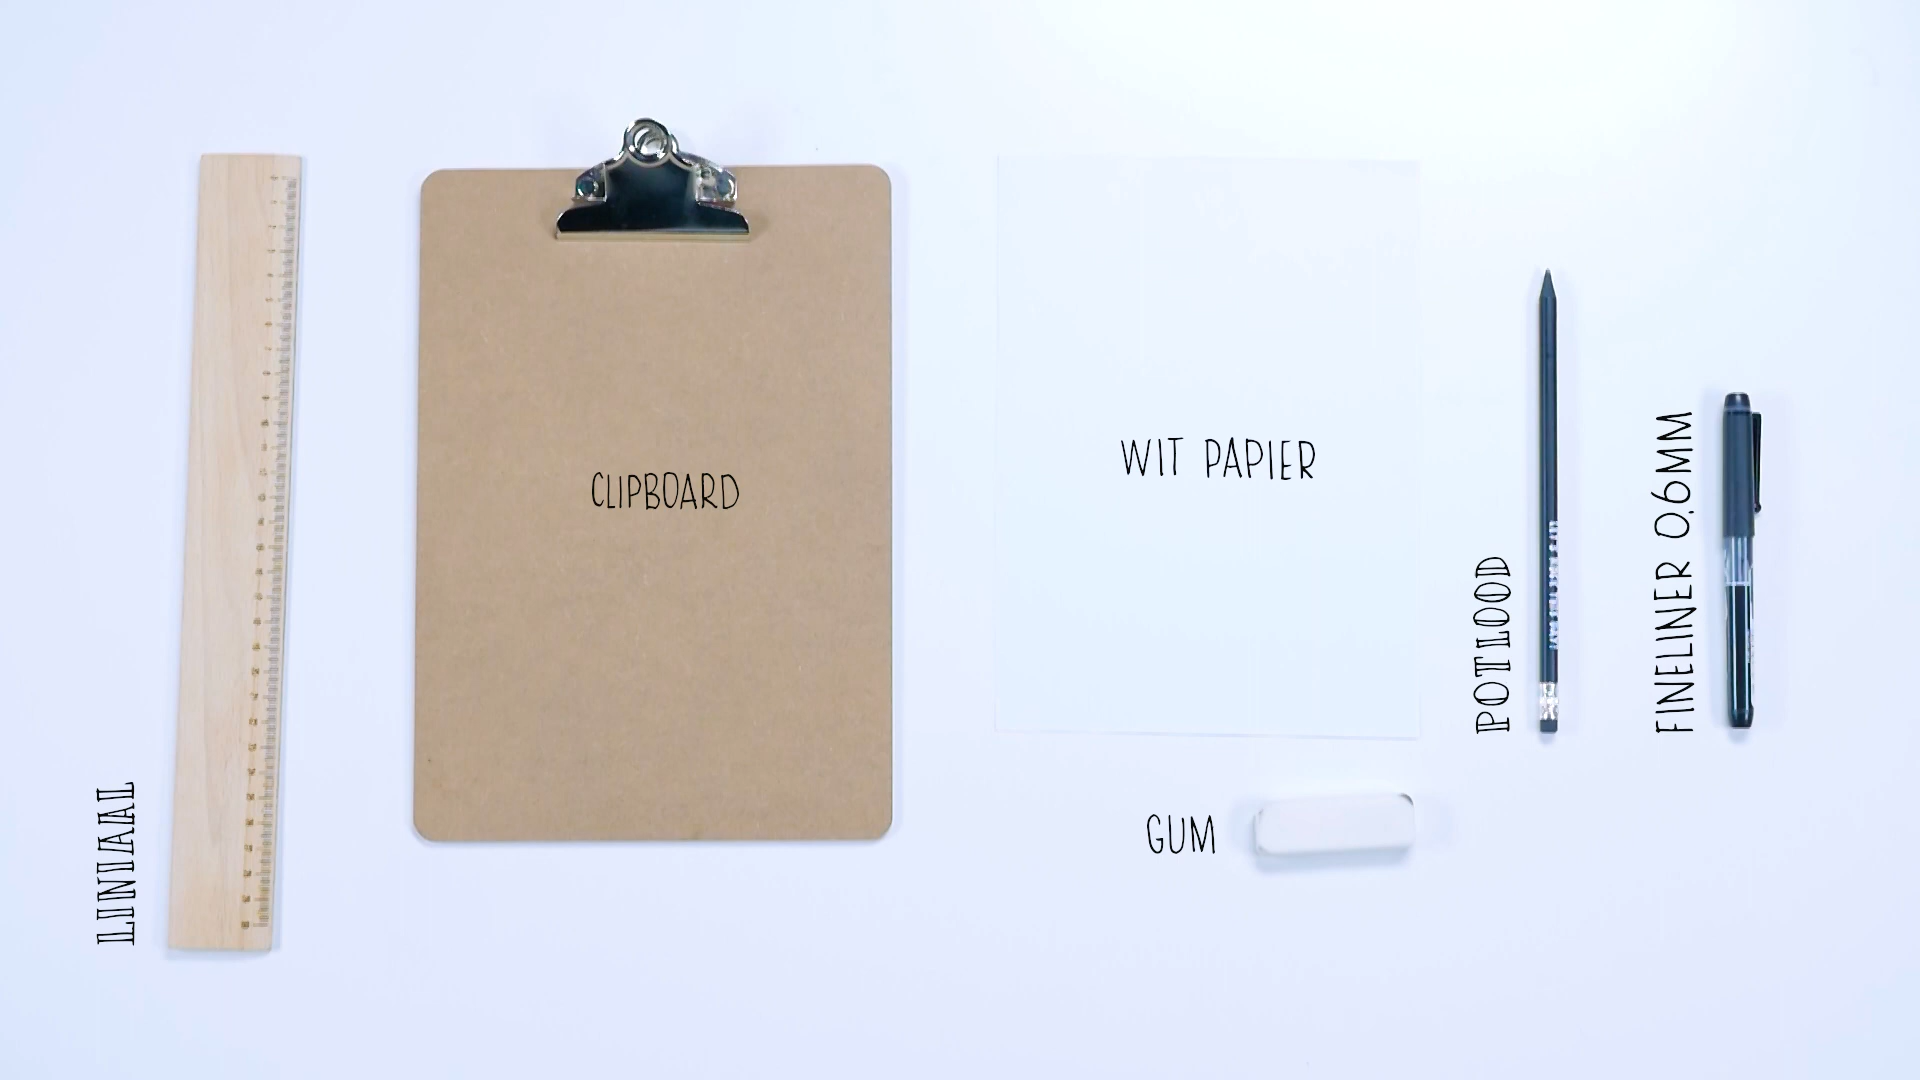 LINIAAL
CLIPBOARD
WIT PAPIER
GUM
POTLOOD
FINELINER 0,6MM